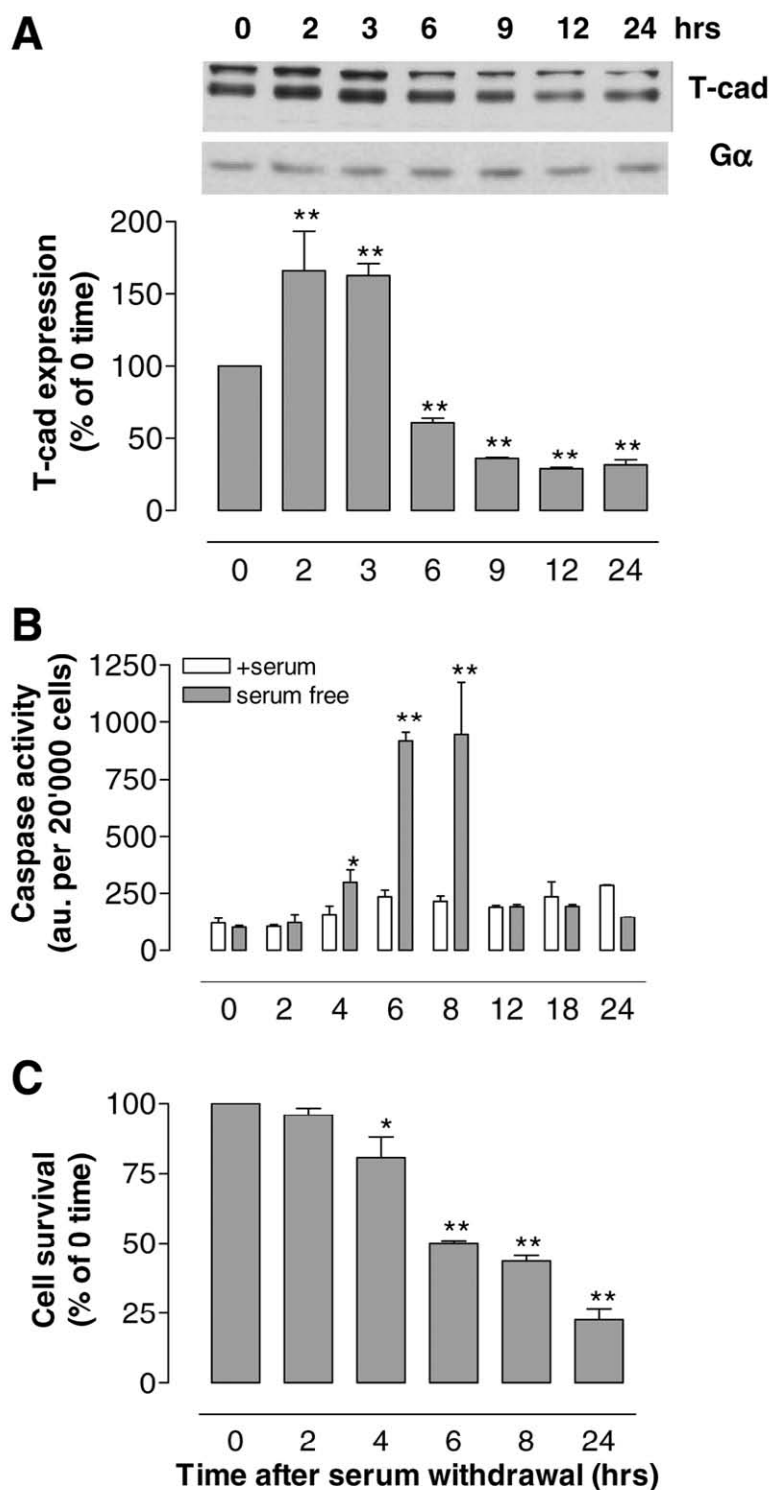 A
0 2 3 6 9 12 24 hrs
T-cad
Gα
T-cad expression
(% of 0 time)
200
150
100
50
0
** ** ** ** ** **
0 2 3 6 9 12 24
B
Caspase activity
(au. per 20'000 cells)
1250
1000
750
500
250
0
+serum
serum free
* ** **
0 2 4 6 8 12 18 24
C
Cell survival
(% of 0 time)
100
75
50
25
0
* ** ** **
0 2 4 6 8 24
Time after serum withdrawal (hrs)